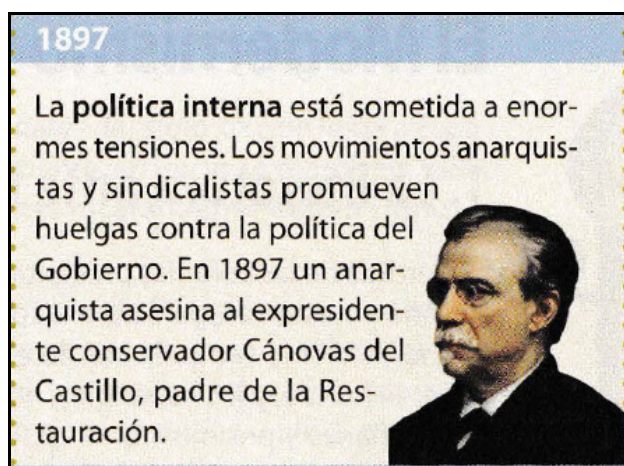 1897
La política interna está sometida a enor-
mes tensiones. Los movimientos anarquis-
tas y sindicalistas promueven
huelgas contra la política del
Gobierno. En 1897 un anar-
quista asesina al expresiden-
te conservador Cánovas del
Castillo, padre de la Res-
tauración.